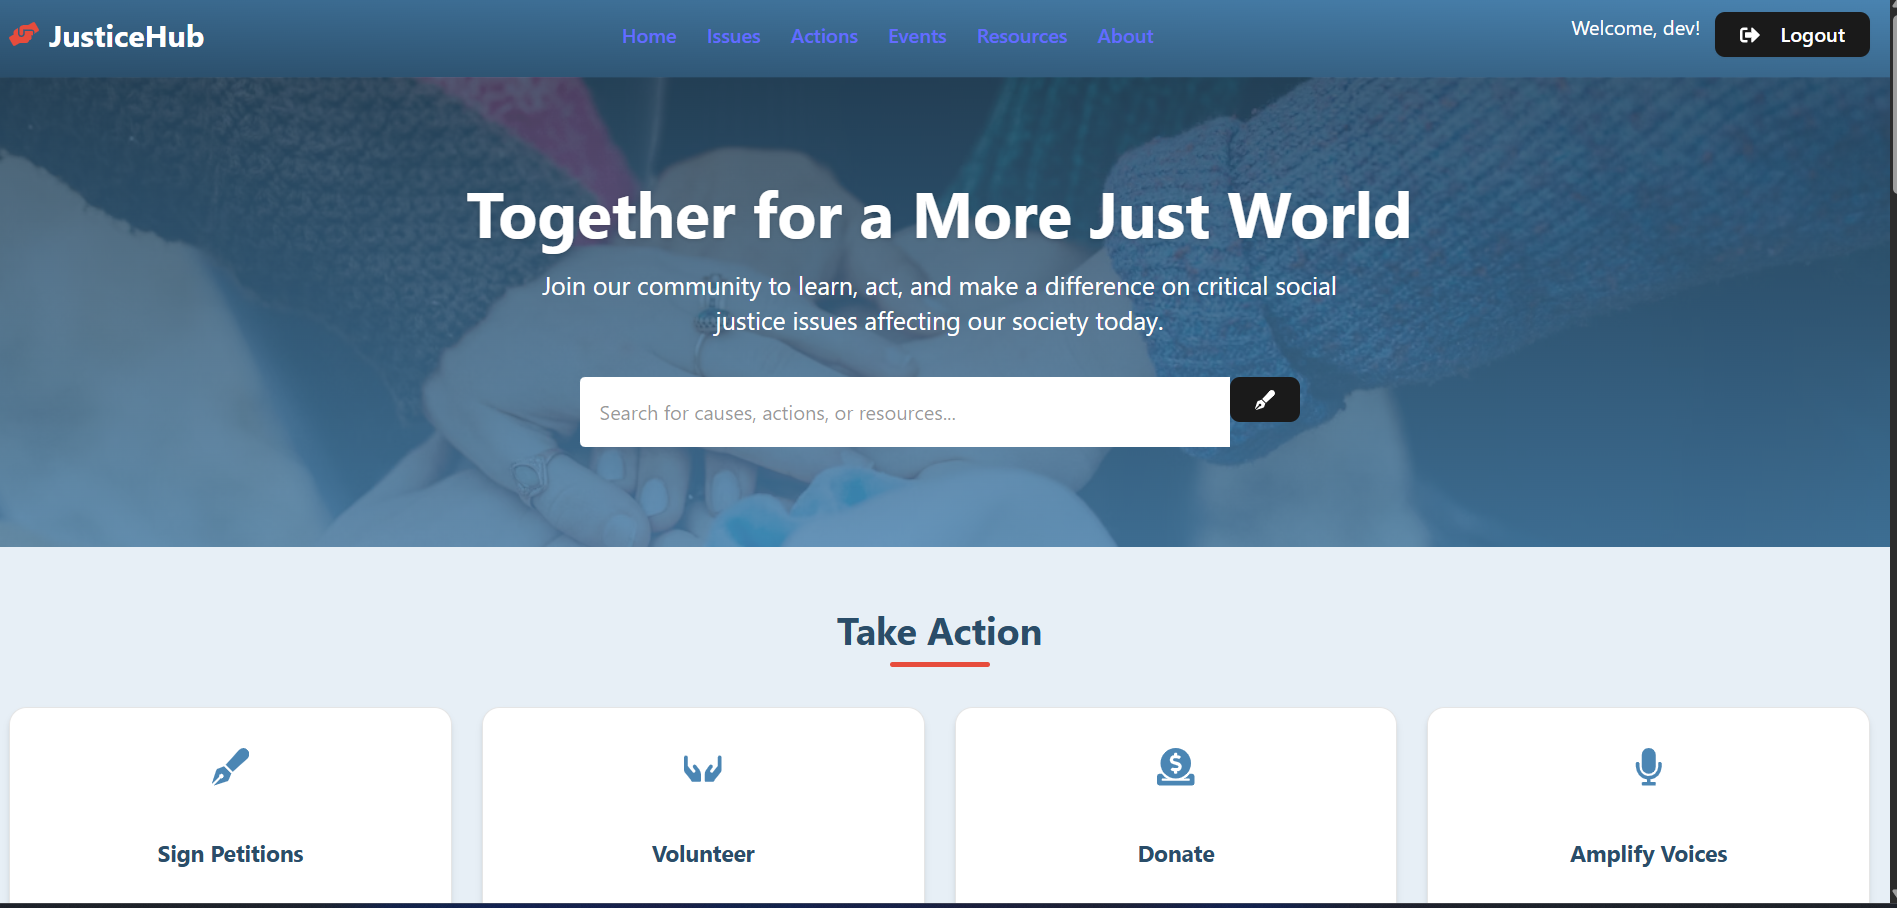 JusticeHub
Home Issues Actions Events Resources About
Welcome, dev!
Logout
Together for a More Just World
Join our community to learn, act, and make a difference on critical social
justice issues affecting our society today.
Search for causes, actions, or resources...
Take Action
Sign Petitions
Volunteer
Donate
Amplify Voices